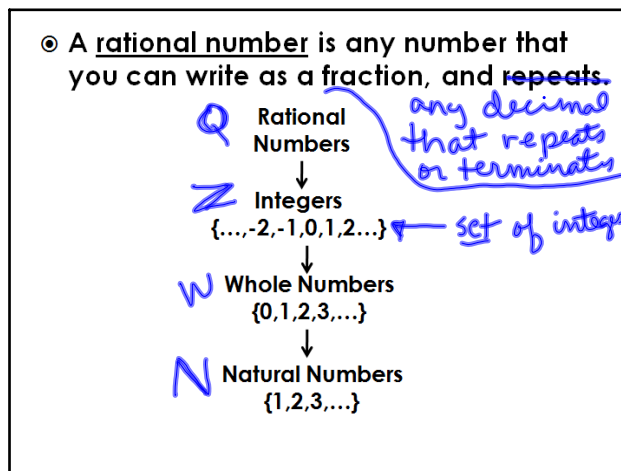 ⦿ A rational number is any number that
you can write as a fraction, and repeats.
any decimal
that repeats
or terminates
Q Rational
Numbers
Z Integers
{...,-2,-1,0,1,2...} set of intege
W Whole Numbers
{0,1,2,3,...}
N Natural Numbers
{1,2,3,...}